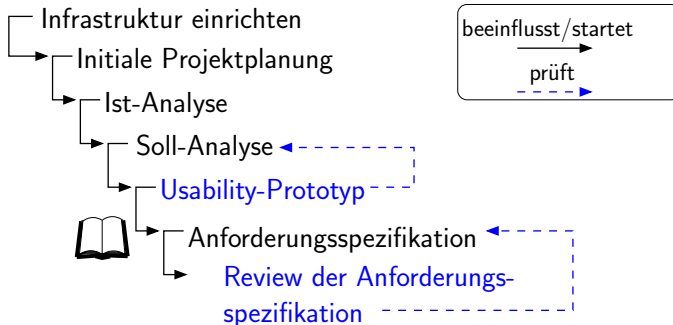 Infrastruktur einrichten
beeinflusst/startet
Initiale Projektplanung
prüft
Ist-Analyse
Soll-Analyse
Usability-Prototyp
Anforderungsspezifikation
Review der Anforderungs-
spezifikation